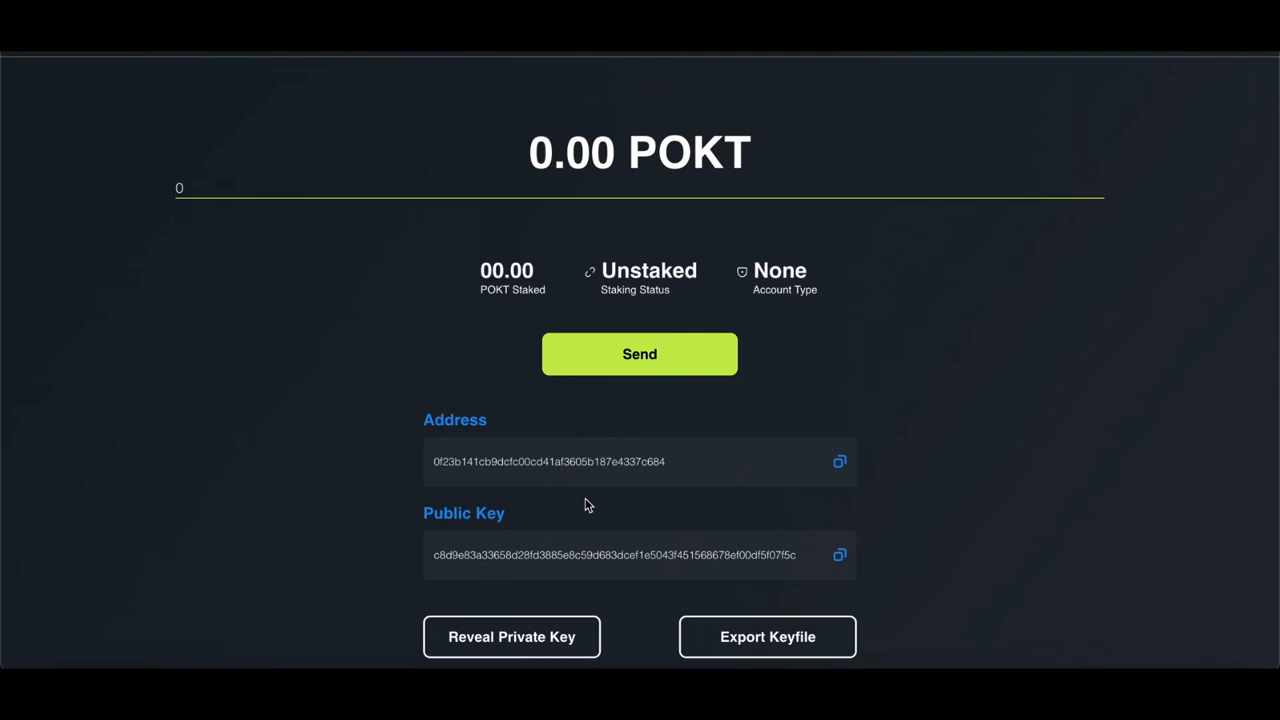 0.00 POKT
0
00.00 Unstaked None
POKT Staked Staking Status Account Type
Send
Address
0f23b141cb9dcfc00cd41af3605b187e4337c684
Public Key
c8d9e83a33658d28fd3885e8c59d683dcef1e5043f451568678ef00df5f07f5c
Reveal Private Key Export Keyfile